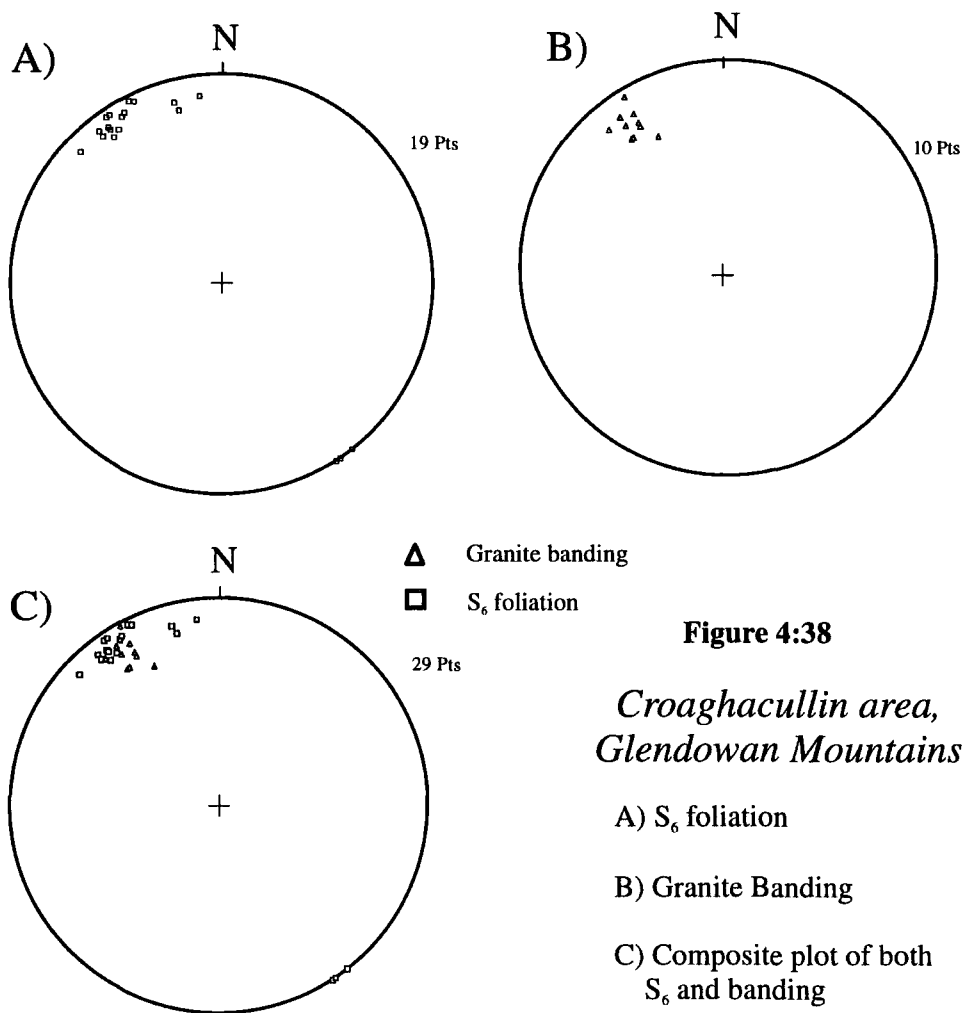 A)
N
19 Pts
B)
N
10 Pts
C)
N
29 Pts
Granite banding
S₆ foliation
Figure 4:38
Croaghacullin area,
Glendowan Mountains
A) S₆ foliation
B) Granite Banding
C) Composite plot of both
S₆ and banding